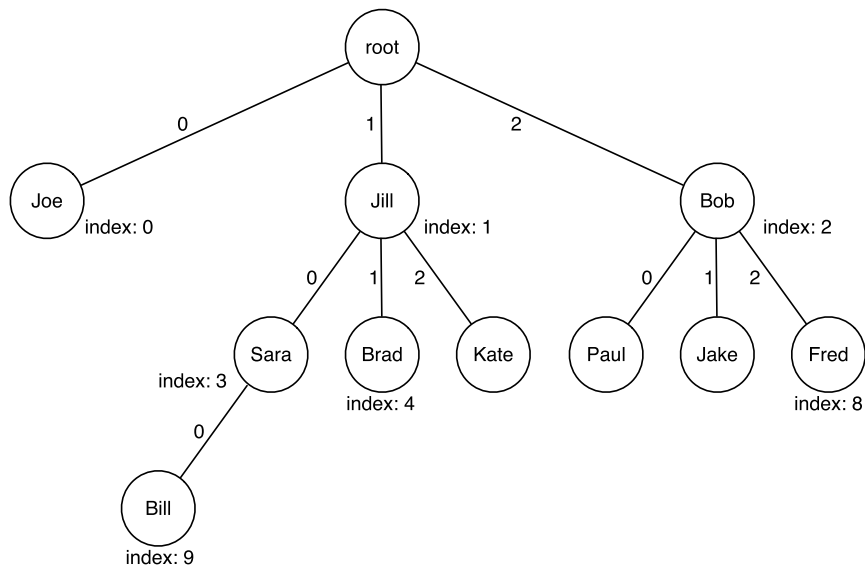 root
0
1
2
Joe
Jill
Bob
index: 0
index: 1
index: 2
0
1
2
0
1
2
Sara
Brad
Kate
Paul
Jake
Fred
index: 3
index: 4
index: 8
0
Bill
index: 9